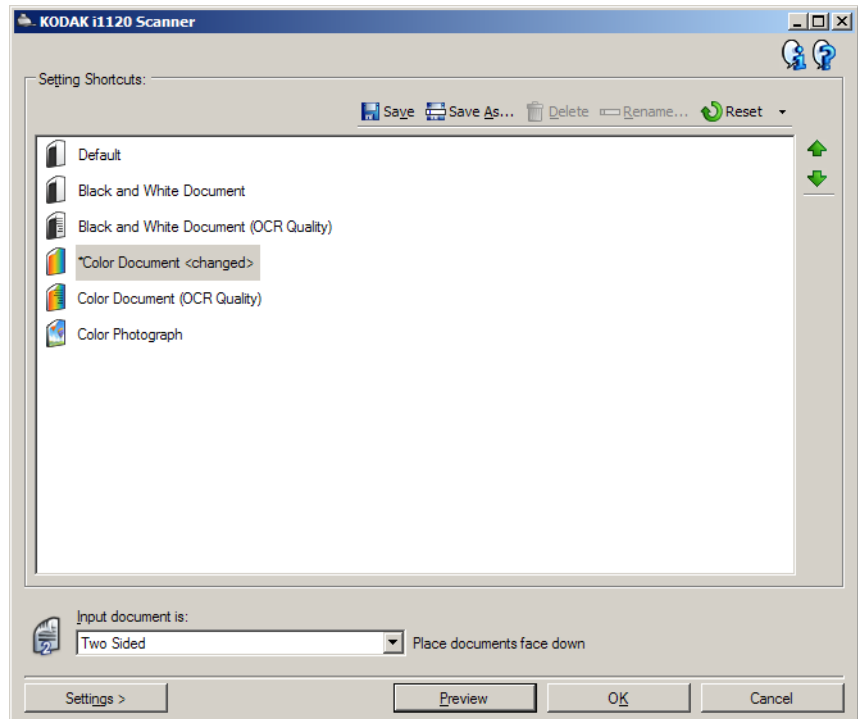 KODAK i1120 Scanner
Setting Shortcuts:
Save Save As... Delete Rename... Reset
Default
Black and White Document
Black and White Document (OCR Quality)
*Color Document <changed>
Color Document (OCR Quality)
Color Photograph
Input document is:
2 Two Sided Place documents face down
Settings > Preview OK Cancel